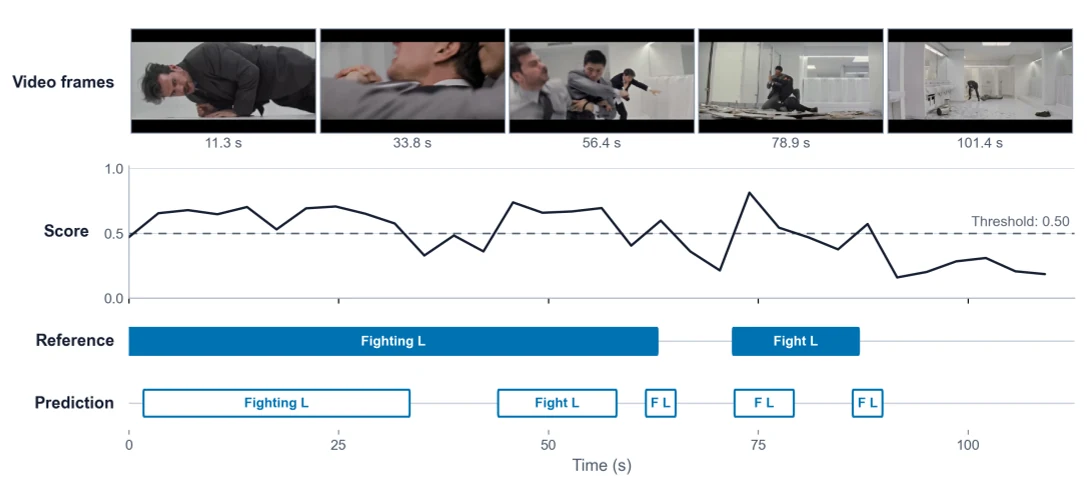 Video frames
11.3 s 33.8 s 56.4 s 78.9 s 101.4 s
1.0
Score 0.5 Threshold: 0.50
0.0
Reference Fighting L Fight L
Prediction Fighting L Fight L F L F L F L
0 25 50 75 100
Time (s)